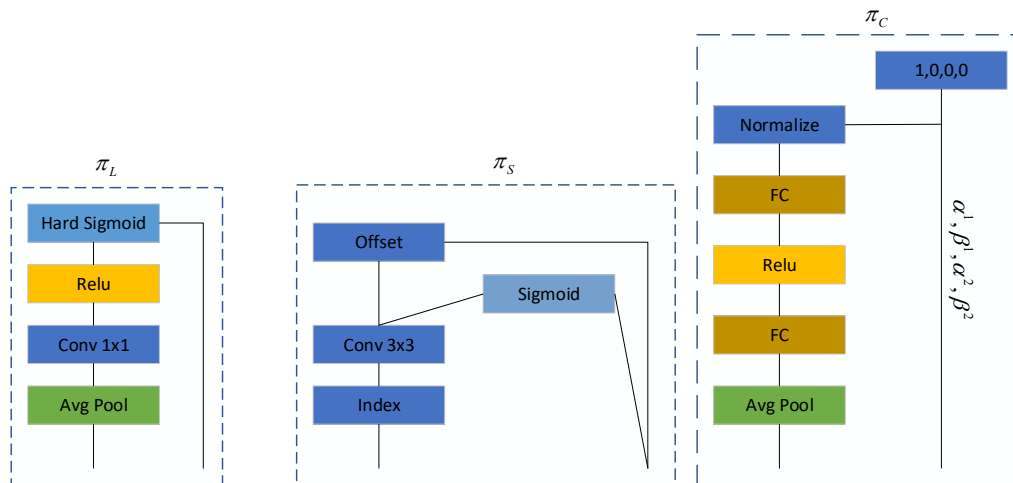 π_L
Hard Sigmoid
Relu
Conv 1x1
Avg Pool
π_S
Offset
Sigmoid
Conv 3x3
Index
π_C
1,0,0,0
Normalize
FC
Relu
FC
Avg Pool
α¹, β¹, α², β²